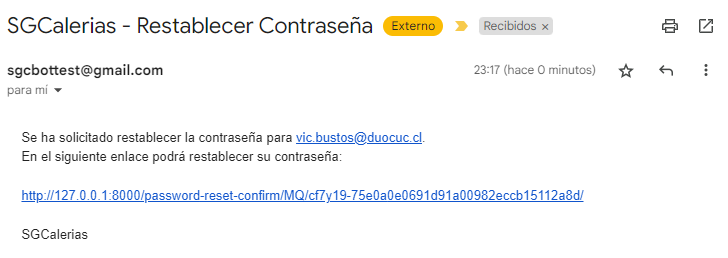 SGCalerias - Restablecer Contraseña Externo Recibidos ×
sgcbottest@gmail.com 23:17 (hace 0 minutos)
para mí
Se ha solicitado restablecer la contraseña para vic.bustos@duocuc.cl.
En el siguiente enlace podrá restablecer su contraseña:
http://127.0.0.1:8000/password-reset-confirm/MQ/cf7y19-75e0a0e0691d91a00982eccb15112a8d/
SGCalerias